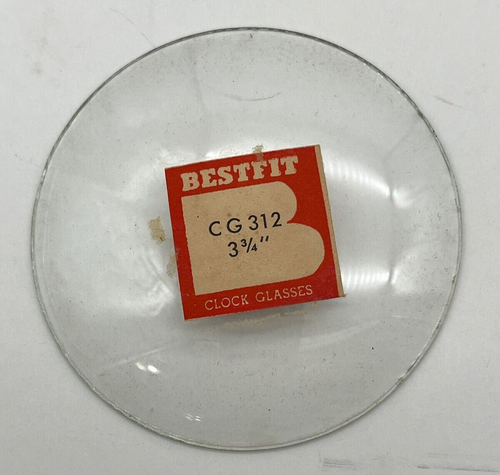 BESTFIT
CG 312
3¾"
CLOCK GLASSES